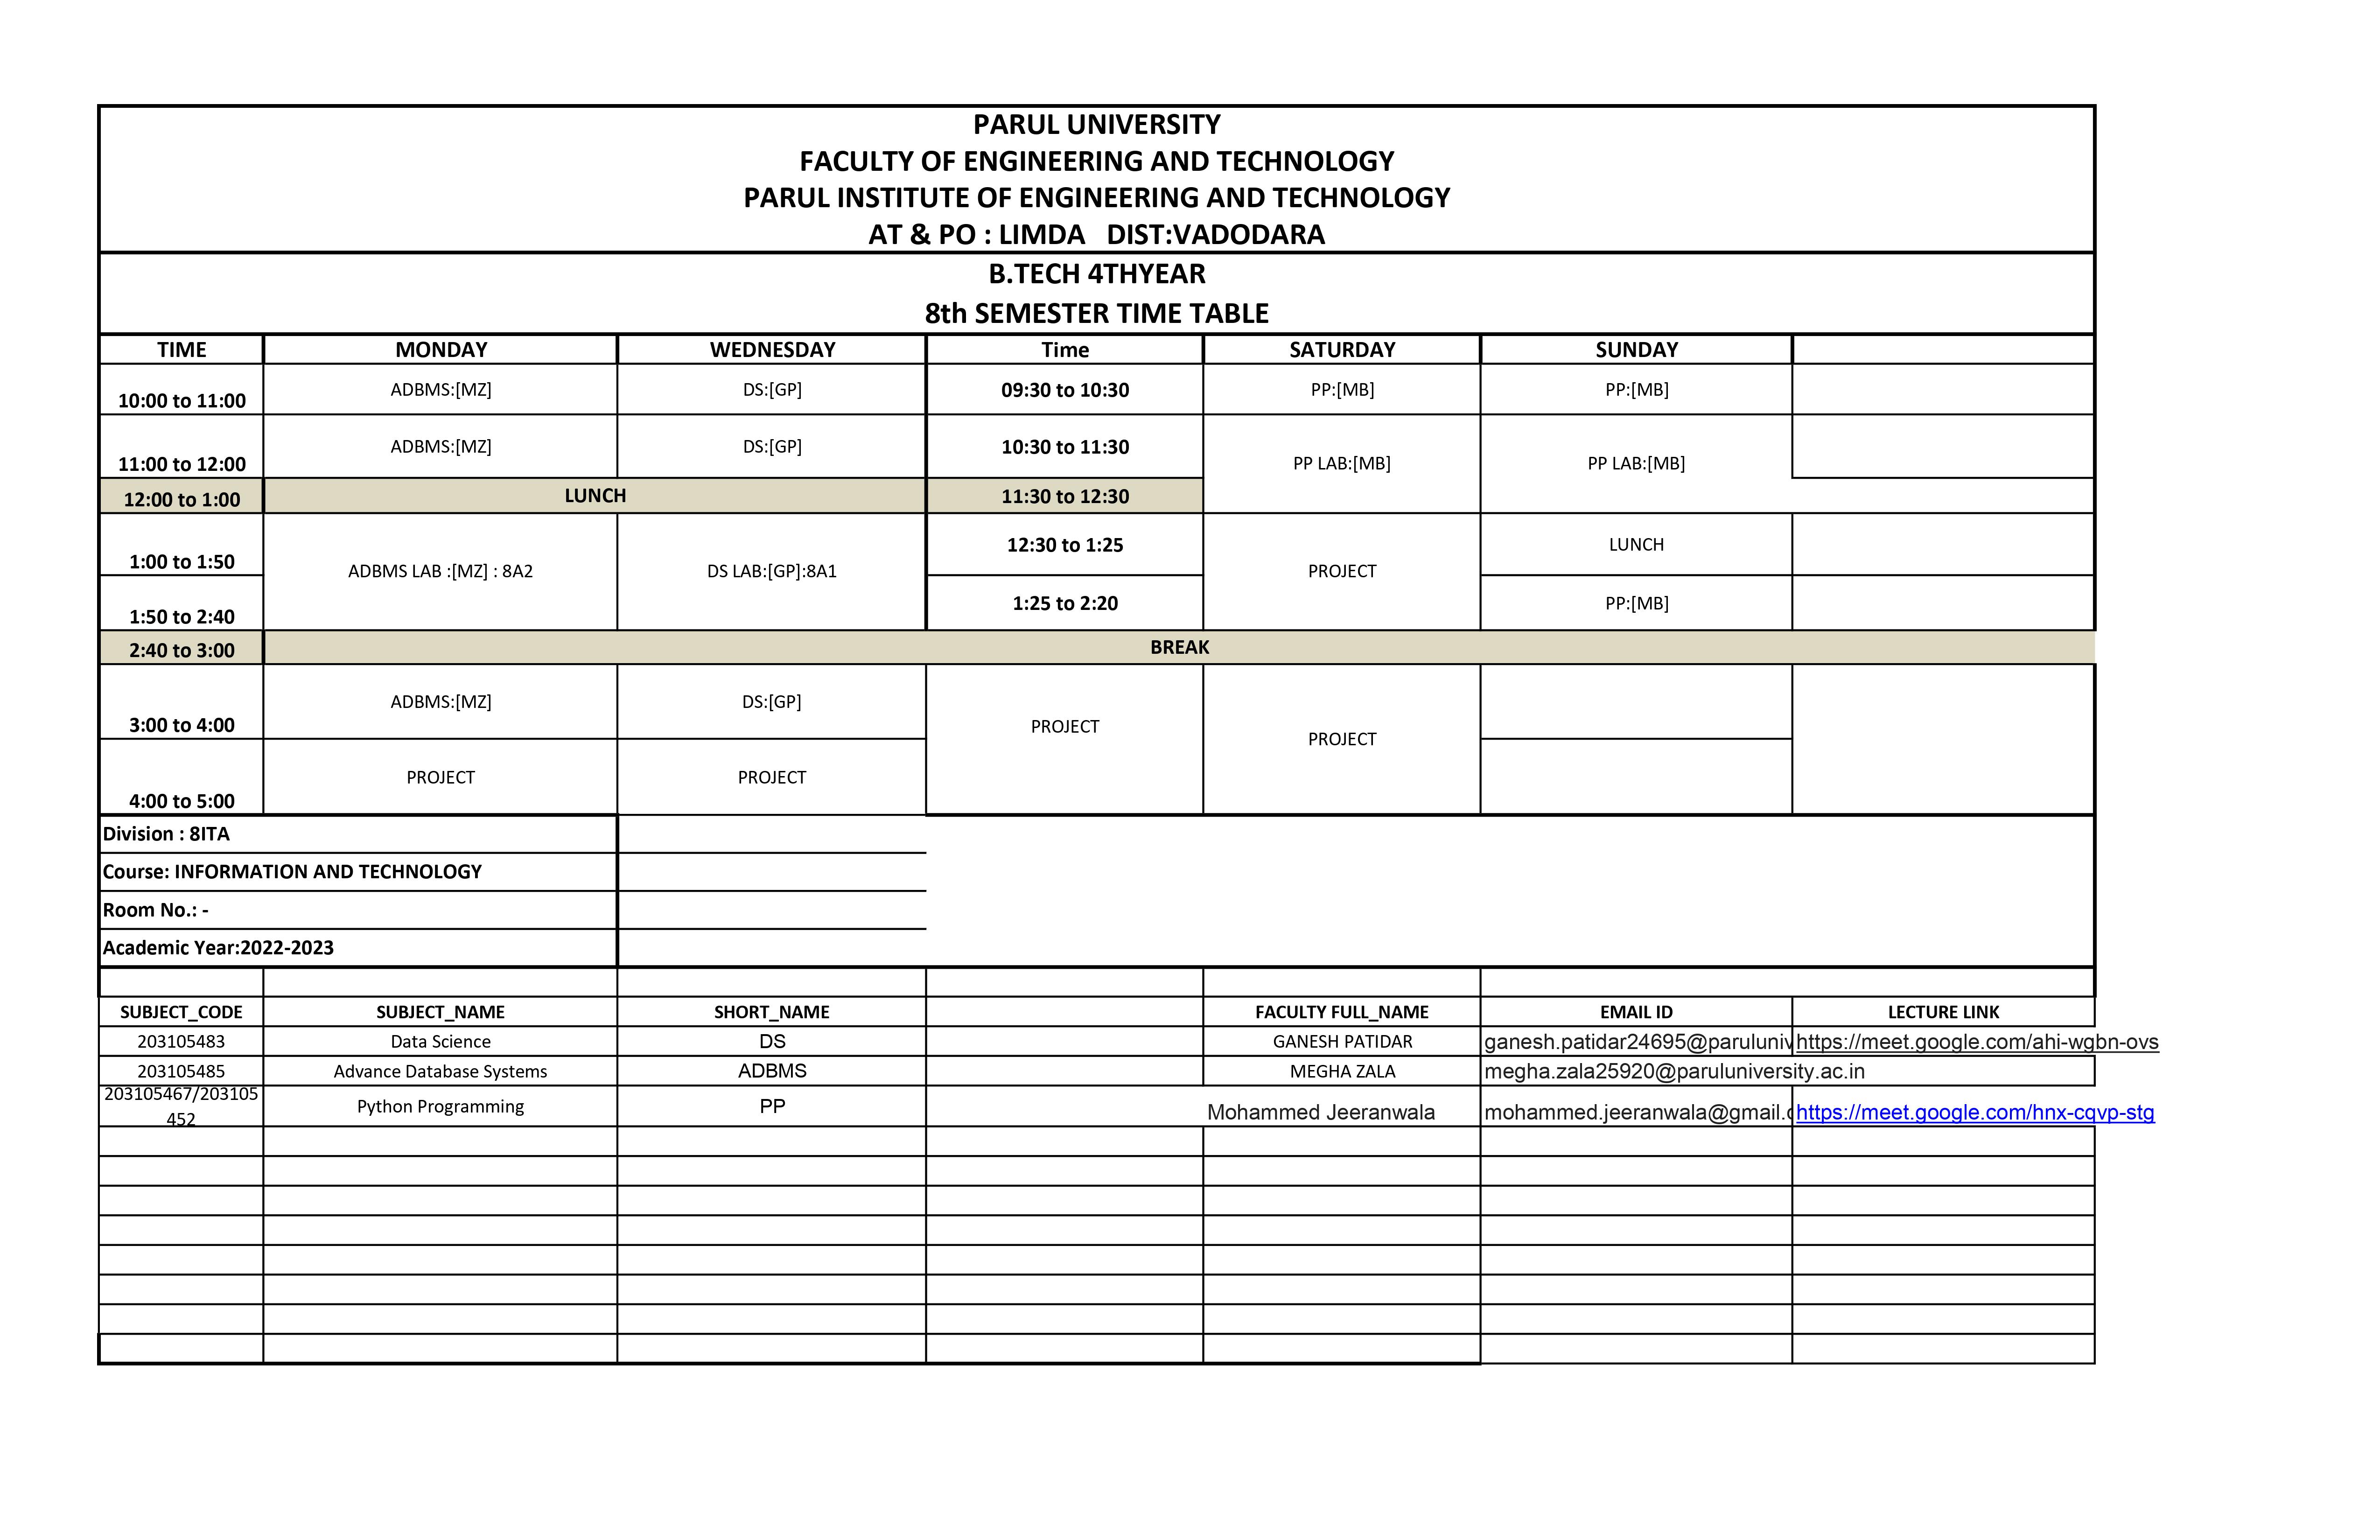 PARUL UNIVERSITY
FACULTY OF ENGINEERING AND TECHNOLOGY
PARUL INSTITUTE OF ENGINEERING AND TECHNOLOGY
AT & PO : LIMDA   DIST:VADODARA
B.TECH 4THYEAR
8th SEMESTER TIME TABLE
TIME MONDAY WEDNESDAY Time SATURDAY SUNDAY
10:00 to 11:00 ADBMS:[MZ] DS:[GP] 09:30 to 10:30 PP:[MB] PP:[MB]
11:00 to 12:00 ADBMS:[MZ] DS:[GP] 10:30 to 11:30 PP LAB:[MB] PP LAB:[MB]
12:00 to 1:00 LUNCH 11:30 to 12:30
1:00 to 1:50 ADBMS LAB :[MZ] : 8A2 DS LAB:[GP]:8A1 12:30 to 1:25 PROJECT LUNCH
1:50 to 2:40 1:25 to 2:20 PP:[MB]
2:40 to 3:00 BREAK
3:00 to 4:00 ADBMS:[MZ] DS:[GP] PROJECT PROJECT
4:00 to 5:00 PROJECT PROJECT
Division : 8ITA
Course: INFORMATION AND TECHNOLOGY
Room No.: -
Academic Year:2022-2023
SUBJECT_CODE SUBJECT_NAME SHORT_NAME FACULTY FULL_NAME EMAIL ID LECTURE LINK
203105483 Data Science DS GANESH PATIDAR ganesh.patidar24695@paruluniv https://meet.google.com/ahi-wgbn-ovs
203105485 Advance Database Systems ADBMS MEGHA ZALA megha.zala25920@paruluniversity.ac.in
203105467/203105
452 Python Programming PP Mohammed Jeeranwala mohammed.jeeranwala@gmail.c https://meet.google.com/hnx-cqvp-stg